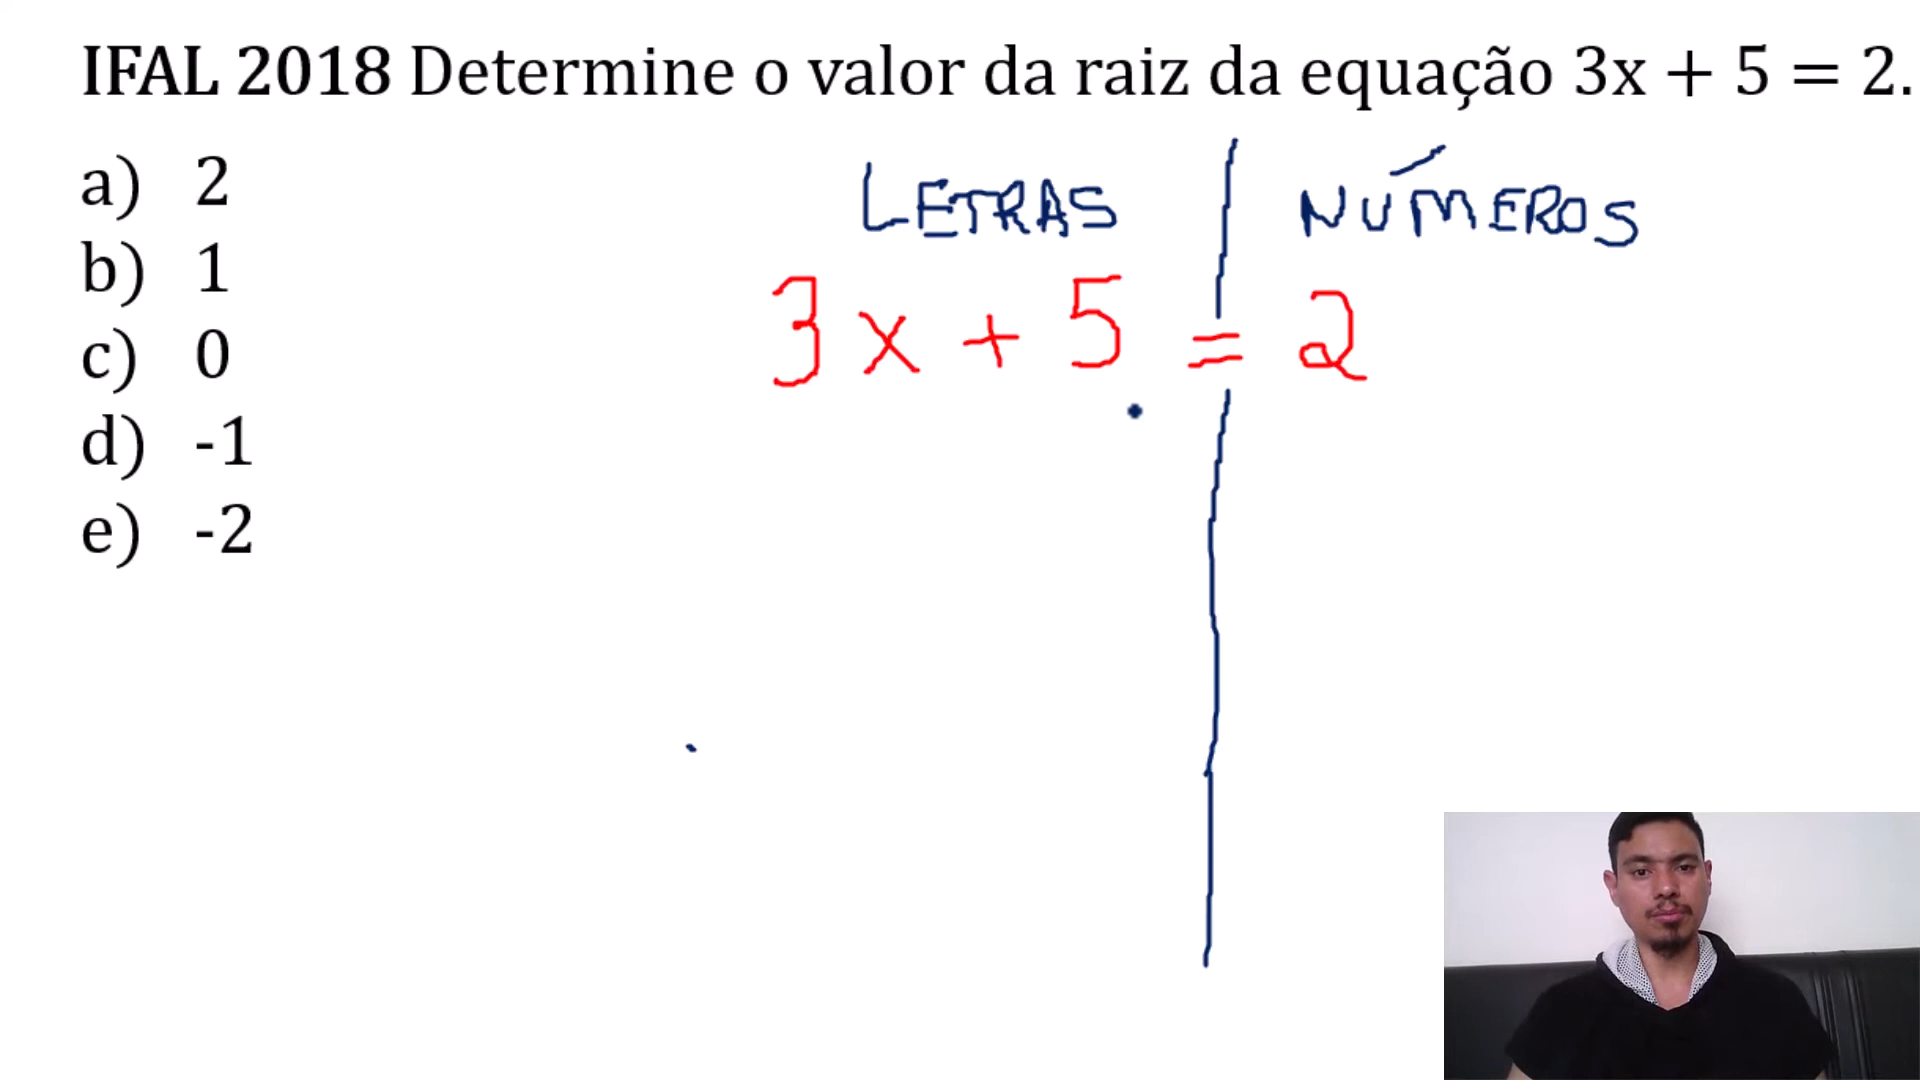 IFAL 2018 Determine o valor da raiz da equação 3x + 5 = 2.
a) 2
b) 1
c) 0
d) -1
e) -2
LETRAS NÚMEROS
3x + 5 = 2